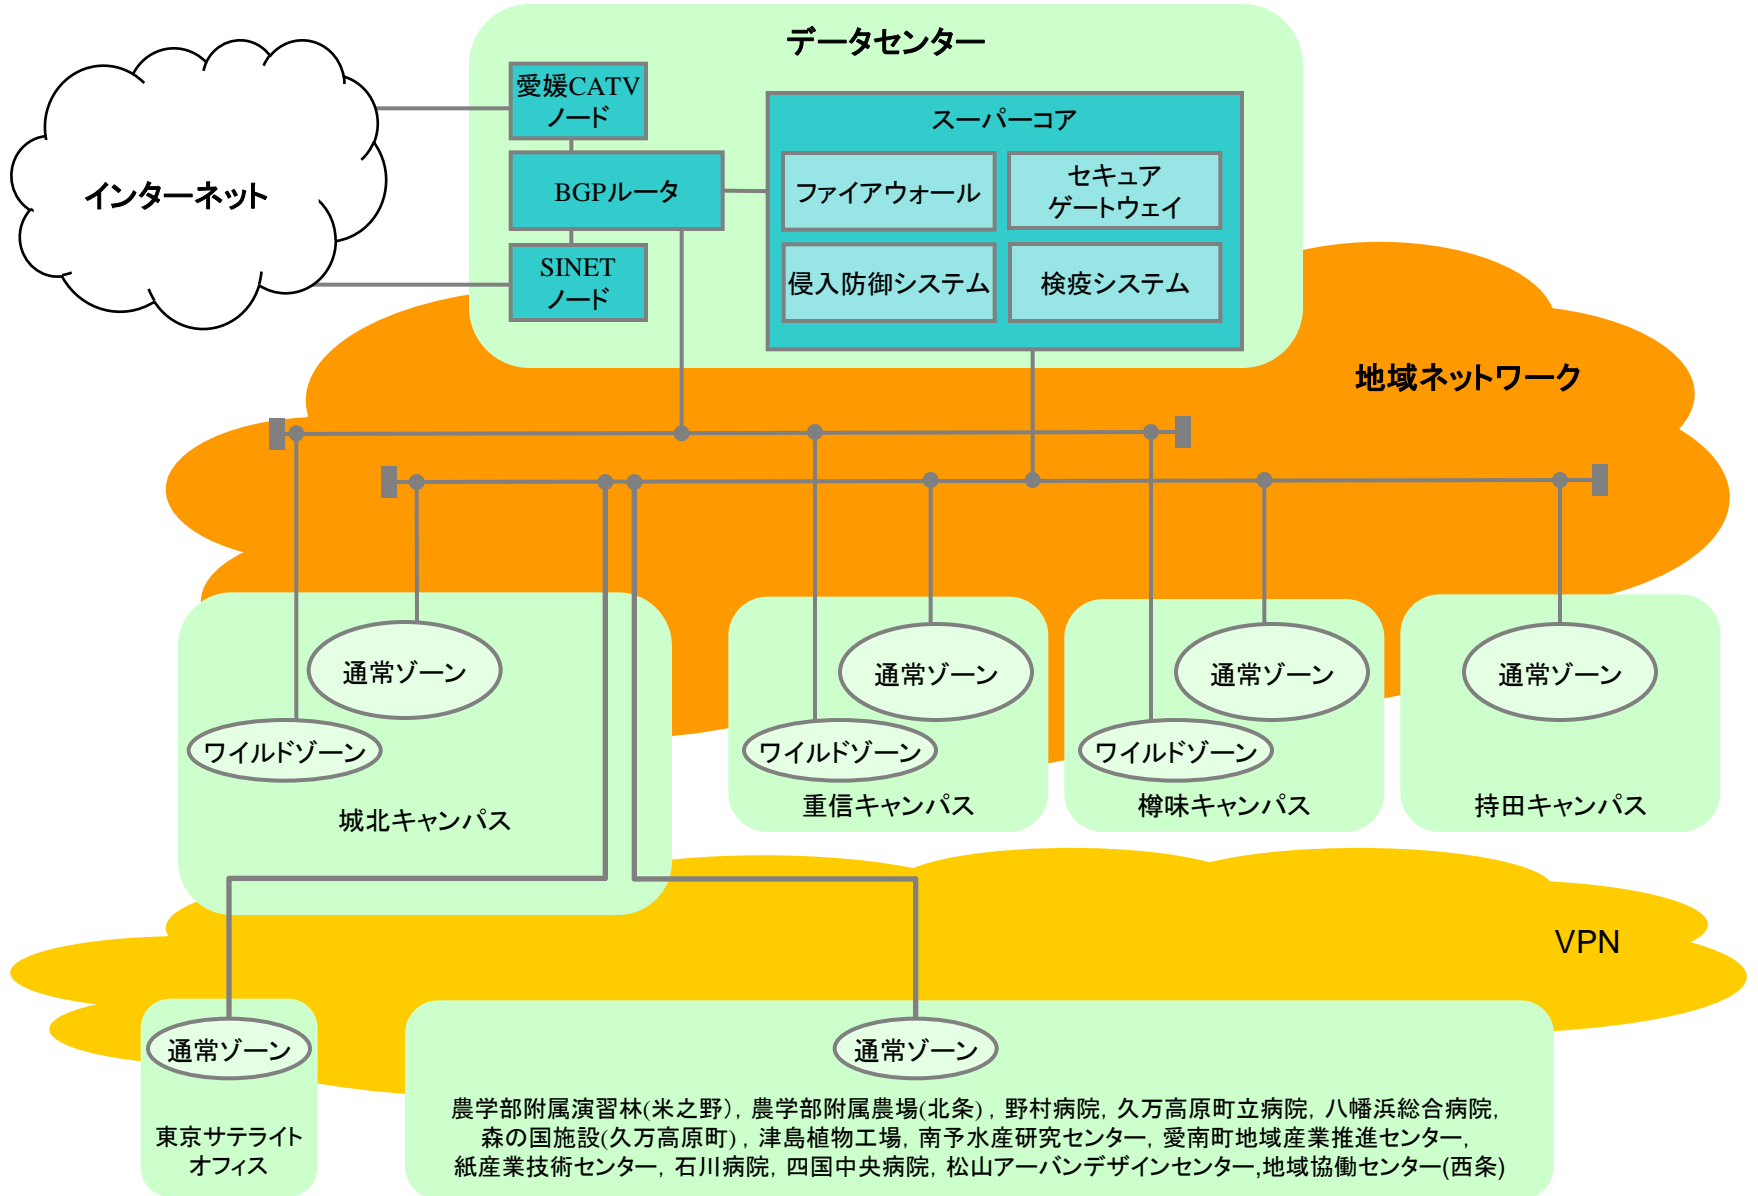 データセンター
愛媛CATV
ノード
スーパーコア
BGPルータ
ファイアウォール
セキュア
ゲートウェイ
インターネット
SINET
ノード
侵入防御システム
検疫システム
地域ネットワーク
通常ゾーン
通常ゾーン
通常ゾーン
通常ゾーン
ワイルドゾーン
ワイルドゾーン
ワイルドゾーン
城北キャンパス
重信キャンパス
樽味キャンパス
持田キャンパス
VPN
通常ゾーン
通常ゾーン
東京サテライト
オフィス
農学部附属演習林(米之野), 農学部附属農場(北条) , 野村病院, 久万高原町立病院, 八幡浜総合病院,
森の国施設(久万高原町) , 津島植物工場, 南予水産研究センター, 愛南町地域産業推進センター,
紙産業技術センター, 石川病院, 四国中央病院, 松山アーバンデザインセンター,地域協働センター(西条)